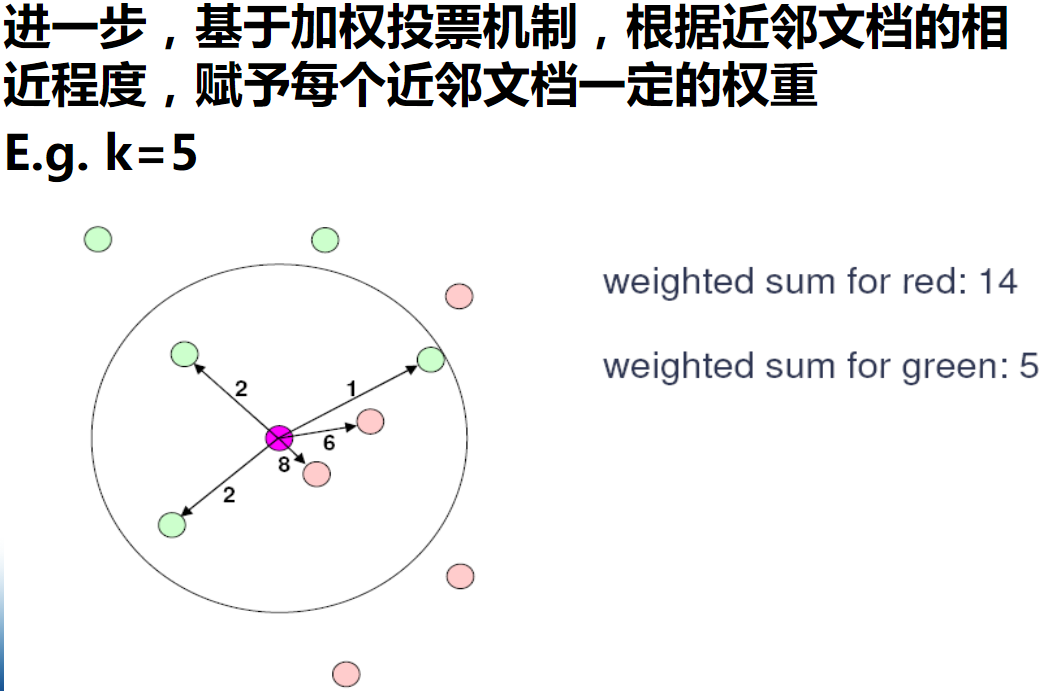 进一步，基于加权投票机制，根据近邻文档的相
近程度，赋予每个近邻文档一定的权重
E.g. k=5
weighted sum for red: 14
weighted sum for green: 5
2
1
6
8
2